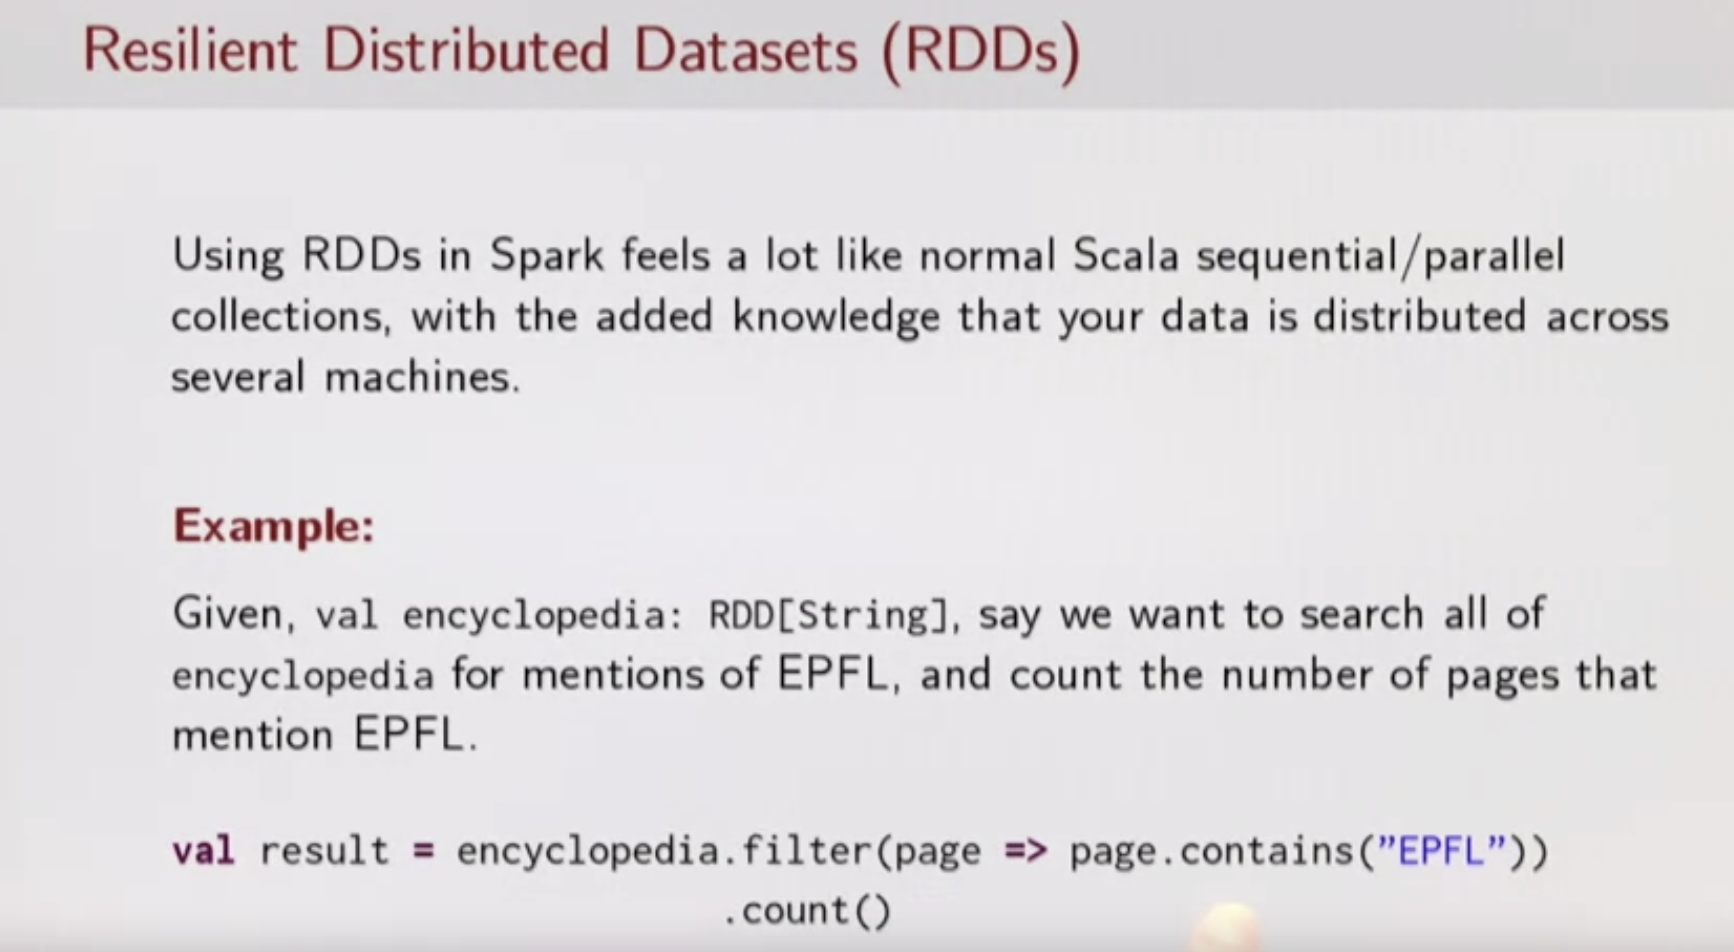 Resilient Distributed Datasets (RDDs)
Using RDDs in Spark feels a lot like normal Scala sequential/parallel
collections, with the added knowledge that your data is distributed across
several machines.
Example:
Given, val encyclopedia: RDD[String], say we want to search all of
encyclopedia for mentions of EPFL, and count the number of pages that
mention EPFL.
val result = encyclopedia.filter(page => page.contains(”EPFL”))
.count()